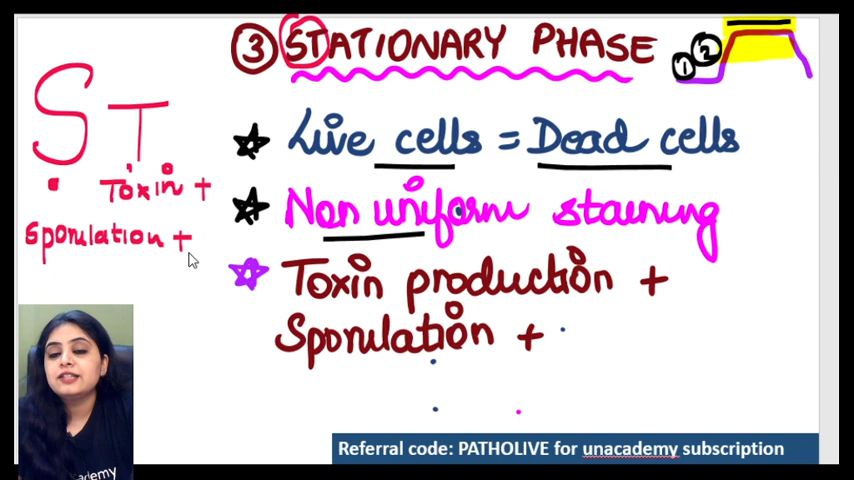 ③ STATIONARY PHASE
① ②
ST
Toxin +
Sporulation +
Live cells = Dead cells
Non uniform staining
Toxin production +
Sporulation +
academy
Referral code: PATHOLIVE for unacademy subscription